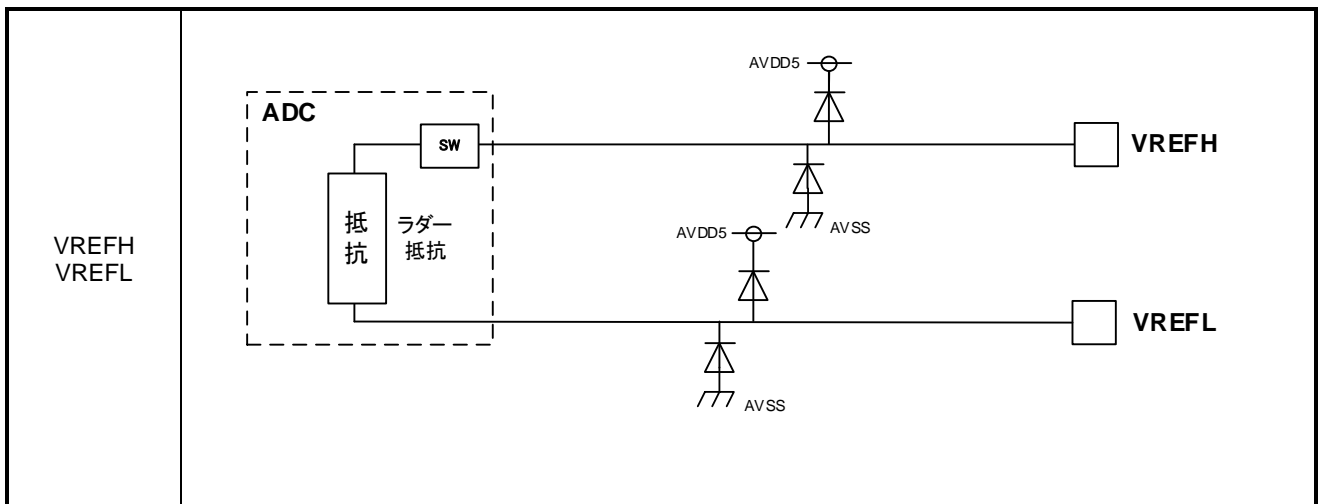 VREFH
VREFL
ADC
SW
抵
抗
ラダー
抵抗
AVDD5
AVSS
VREFH
AVDD5
AVSS
VREFL